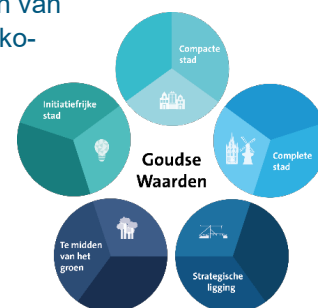 n van
ko-
Compacte
stad
Initiatiefrijke
stad
Goudse
Waarden
Complete
stad
Te midden
van het
groen
Strategische
ligging